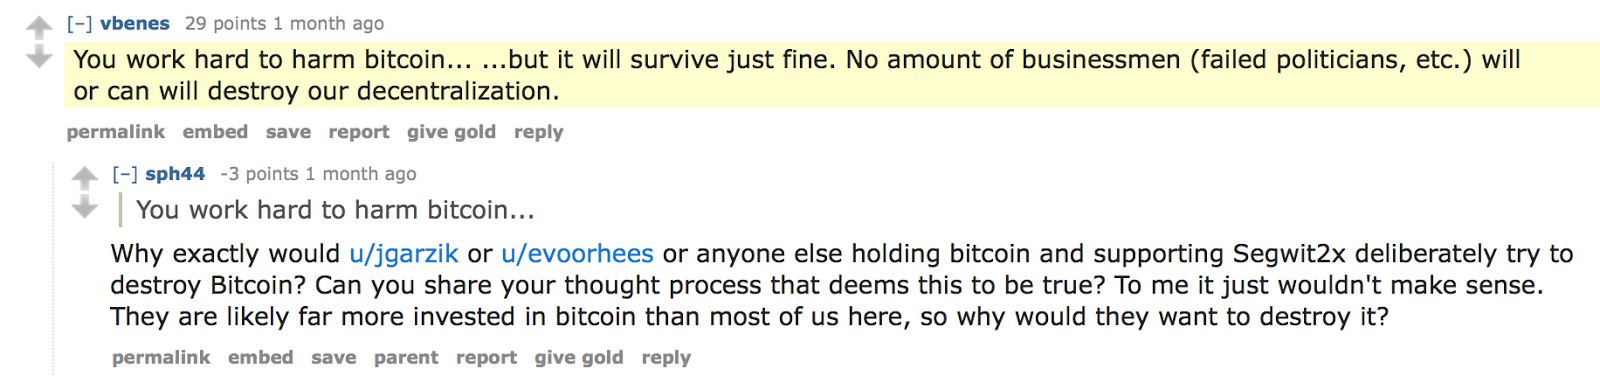 [–] vbenes 29 points 1 month ago
You work hard to harm bitcoin... ...but it will survive just fine. No amount of businessmen (failed politicians, etc.) will
or can will destroy our decentralization.
permalink embed save report give gold reply
[–] sph44 -3 points 1 month ago
You work hard to harm bitcoin...
Why exactly would u/jgarzik or u/evoorhees or anyone else holding bitcoin and supporting Segwit2x deliberately try to
destroy Bitcoin? Can you share your thought process that deems this to be true? To me it just wouldn't make sense.
They are likely far more invested in bitcoin than most of us here, so why would they want to destroy it?
permalink embed save parent report give gold reply